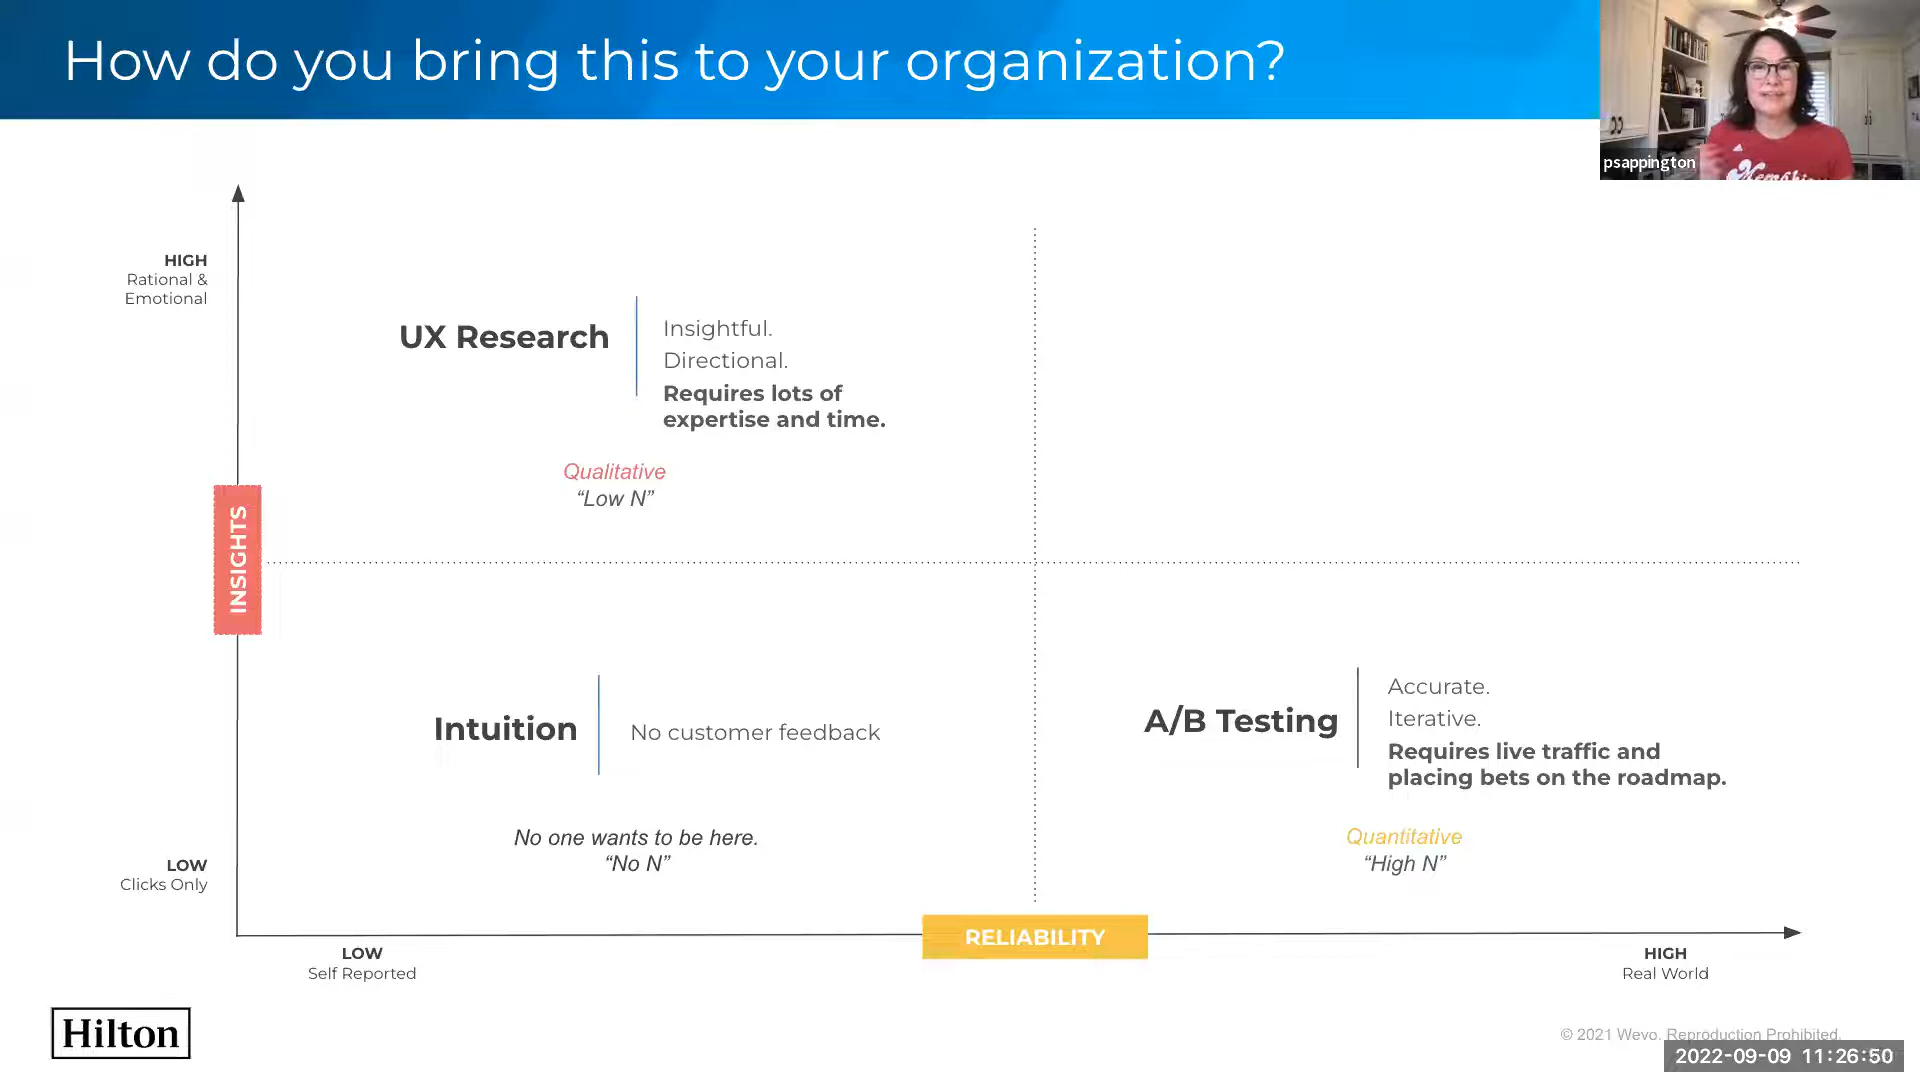 How do you bring this to your organization?
psappington
HIGH
Rational &
Emotional
UX Research
Insightful.
Directional.
Requires lots of
expertise and time.
Qualitative
“Low N”
INSIGHTS
Intuition
No customer feedback
No one wants to be here.
“No N”
A/B Testing
Accurate.
Iterative.
Requires live traffic and
placing bets on the roadmap.
Quantitative
“High N”
LOW
Clicks Only
RELIABILITY
LOW
Self Reported
HIGH
Real World
Hilton
© 2021 Wevo. Reproduction Prohibited.
2022-09-09 11:26:50